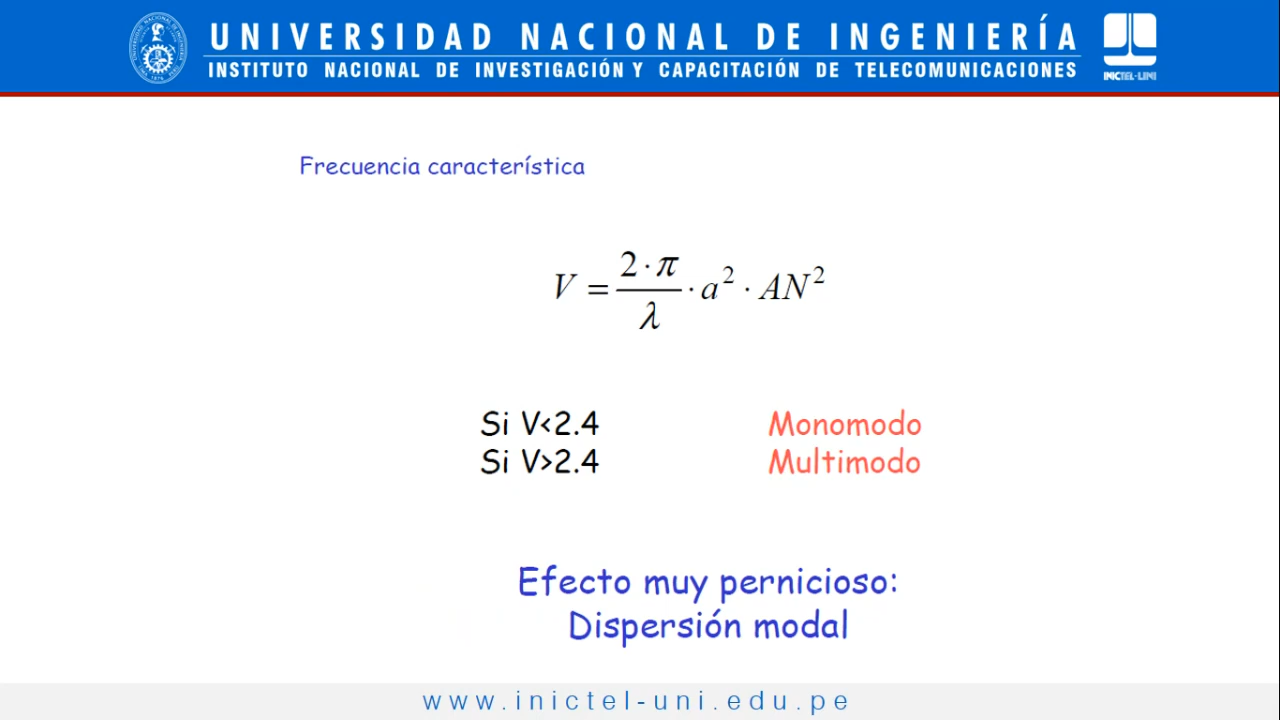 UNIVERSIDAD NACIONAL DE INGENIERÍA
INSTITUTO NACIONAL DE INVESTIGACIÓN Y CAPACITACIÓN DE TELECOMUNICACIONES
INICTEL-UNI
Frecuencia característica
V = 2·π/λ · a² · AN²
Si V<2.4 Monomodo
Si V>2.4 Multimodo
Efecto muy pernicioso:
Dispersión modal
www.inictel-uni.edu.pe